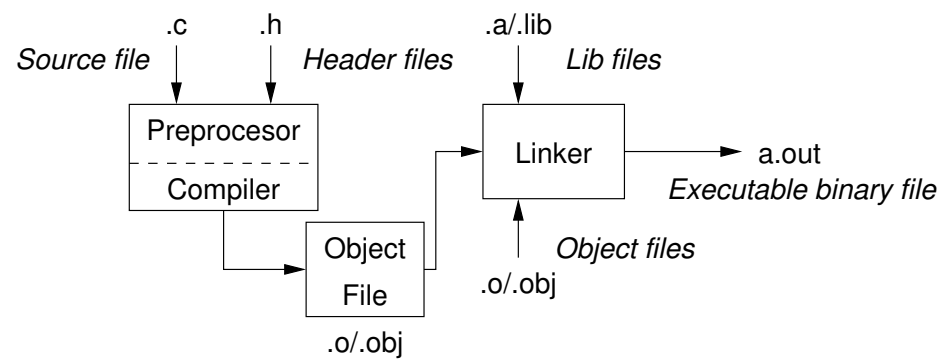 .c
.h
.a/.lib
Source file
Header files
Lib files
Preprocesor
Compiler
Linker
a.out
Executable binary file
Object
File
.o/.obj
Object files
.o/.obj